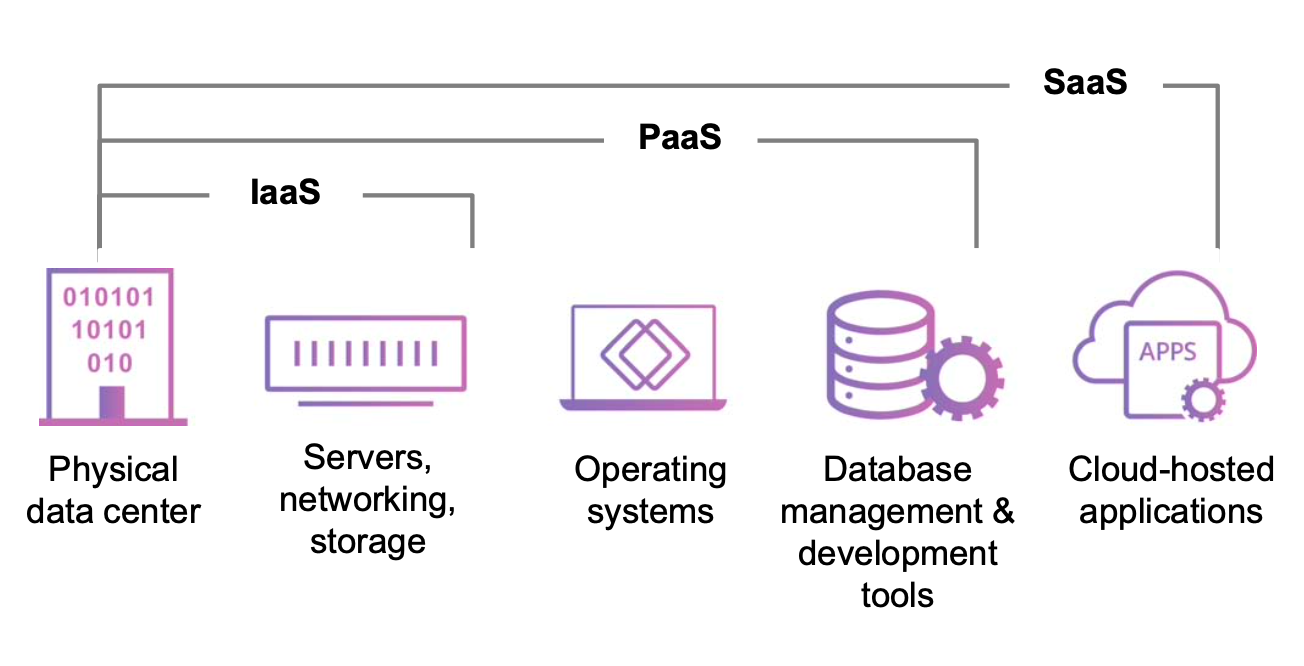 SaaS
PaaS
IaaS
010101
10101
010
APPS
Physical
data center
Servers,
networking,
storage
Operating
systems
Database
management &
development
tools
Cloud-hosted
applications